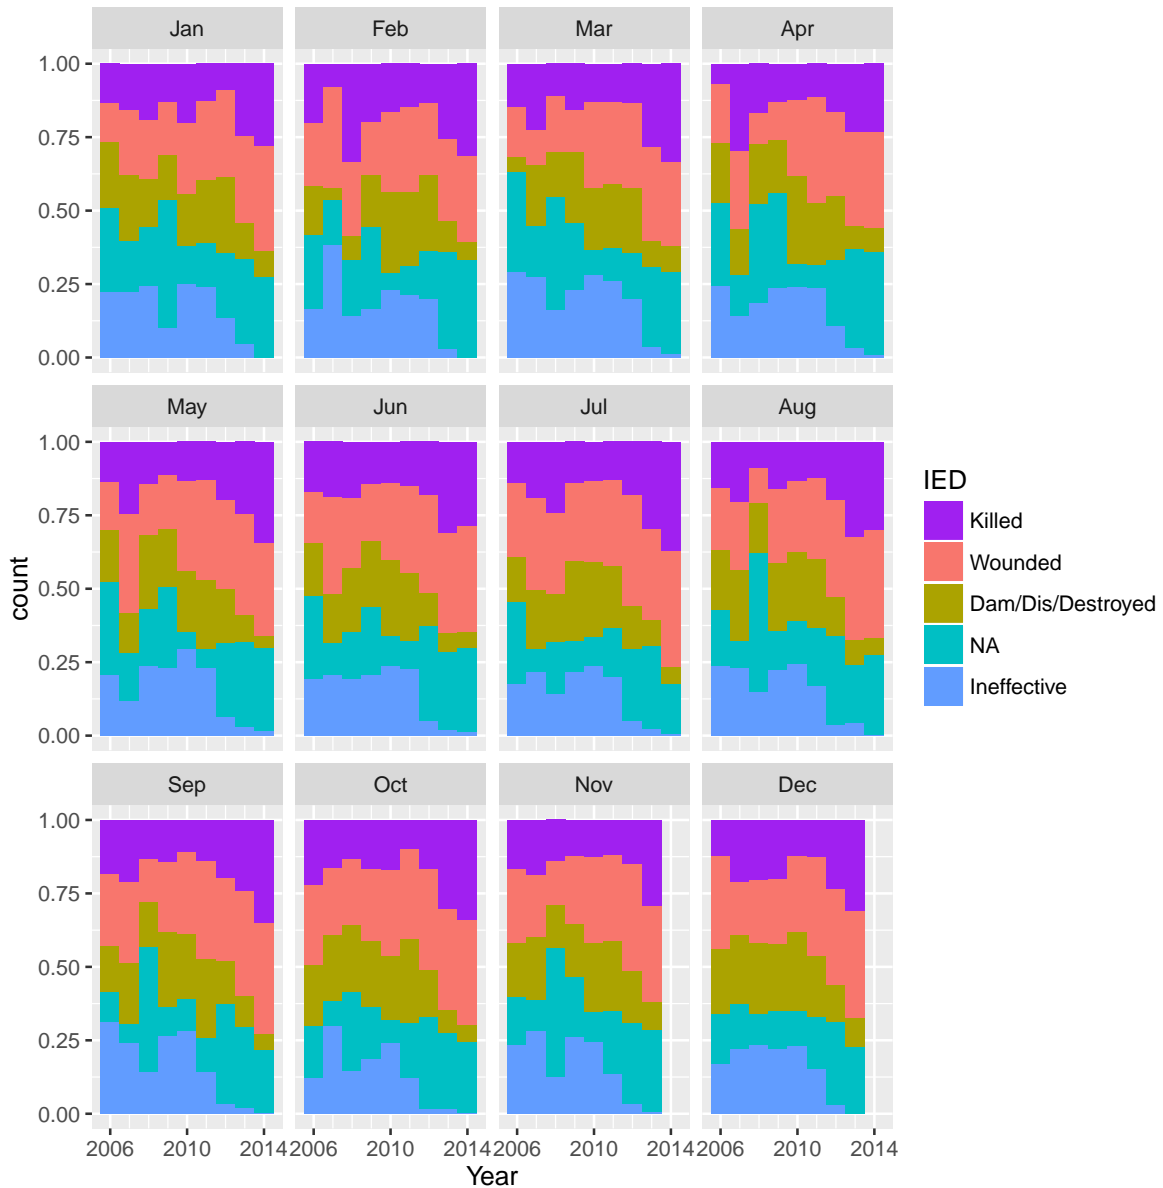 Jan Feb Mar Apr
1.00
0.75
0.50
0.25
0.00
May Jun Jul Aug
1.00
0.75
0.50
0.25
0.00
Sep Oct Nov Dec
1.00
0.75
0.50
0.25
0.00
2006 2010 2014 2006 2010 2014 2006 2010 2014 2006 2010 2014
Year
count
IED
Killed
Wounded
Dam/Dis/Destroyed
NA
Ineffective